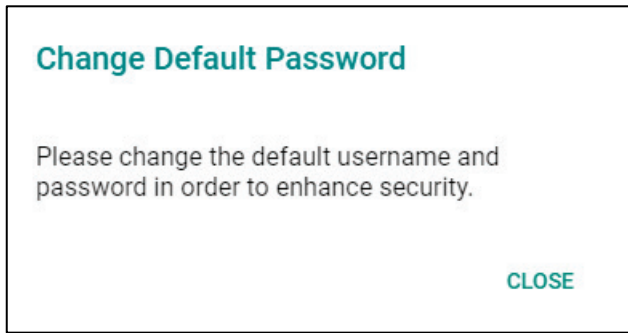 Change Default Password
Please change the default username and
password in order to enhance security.
CLOSE